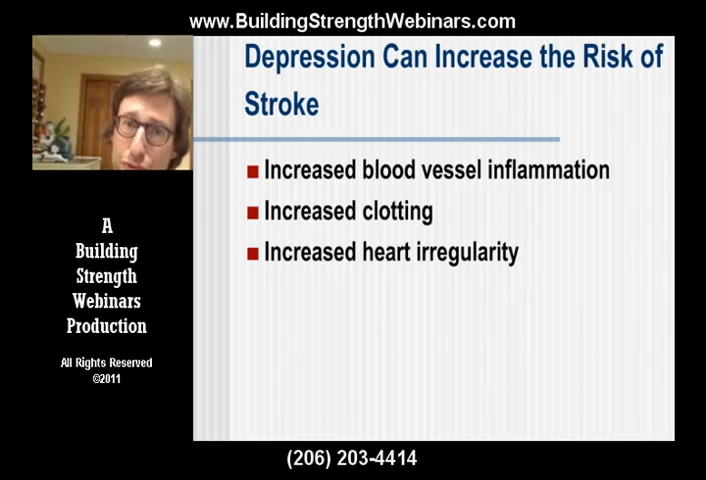 www.BuildingStrengthWebinars.com
Depression Can Increase the Risk of
Stroke
Increased blood vessel inflammation
Increased clotting
Increased heart irregularity
A
Building
Strength
Webinars
Production
All Rights Reserved
©2011
(206) 203-4414